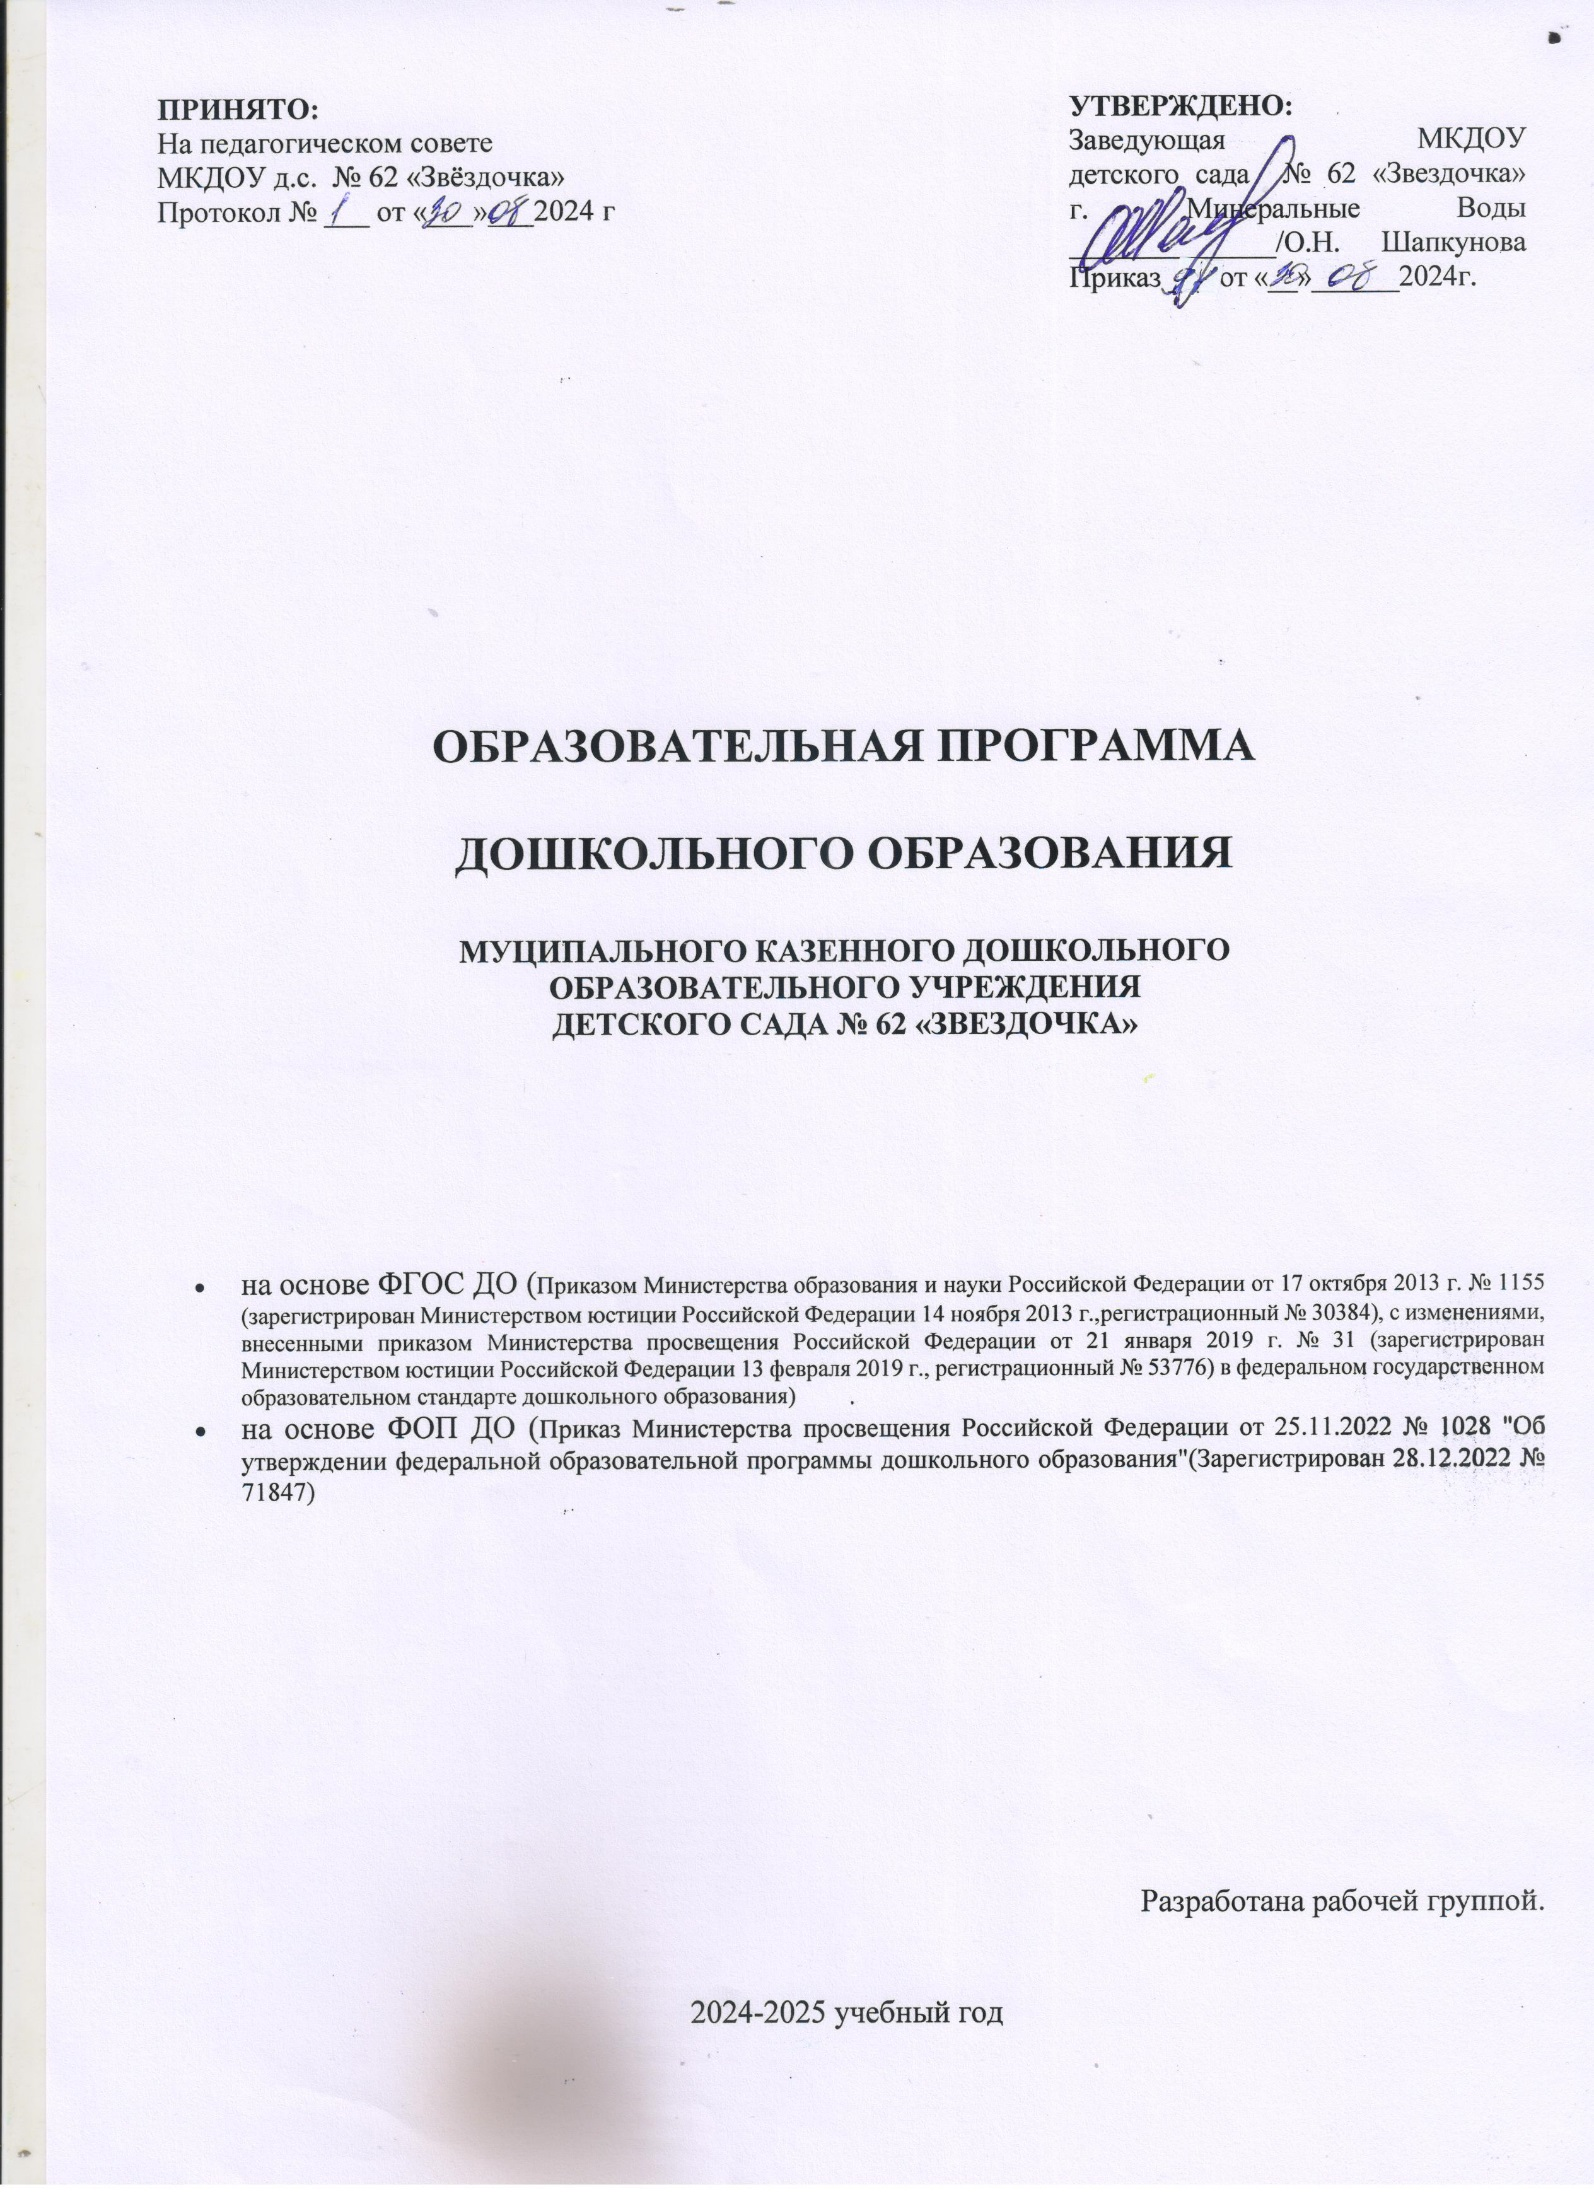 ПРИНЯТО:
На педагогическом совете
МКДОУ д.с. № 62 «Звёздочка»
Протокол № 1 от «30» 08 2024 г
УТВЕРЖДЕНО:
Заведующая МКДОУ
детского сада № 62 «Звездочка»
г. Минеральные Воды
/О.Н. Шапкунова
Приказ от «30» 08 2024г.
ОБРАЗОВАТЕЛЬНАЯ ПРОГРАММА
ДОШКОЛЬНОГО ОБРАЗОВАНИЯ
МУЦИПАЛЬНОГО КАЗЕННОГО ДОШКОЛЬНОГО
ОБРАЗОВАТЕЛЬНОГО УЧРЕЖДЕНИЯ
ДЕТСКОГО САДА № 62 «ЗВЕЗДОЧКА»
• на основе ФГОС ДО (Приказом Министерства образования и науки Российской Федерации от 17 октября 2013 г. № 1155
(зарегистрирован Министерством юстиции Российской Федерации 14 ноября 2013 г.,регистрационный № 30384), с изменениями,
внесенными приказом Министерства просвещения Российской Федерации от 21 января 2019 г. № 31 (зарегистрирован
Министерством юстиции Российской Федерации 13 февраля 2019 г., регистрационный № 53776) в федеральном государственном
образовательном стандарте дошкольного образования) .
• на основе ФОП ДО (Приказ Министерства просвещения Российской Федерации от 25.11.2022 № 1028 "Об
утверждении федеральной образовательной программы дошкольного образования"(Зарегистрирован 28.12.2022 №
71847)
Разработана рабочей группой.
2024-2025 учебный год